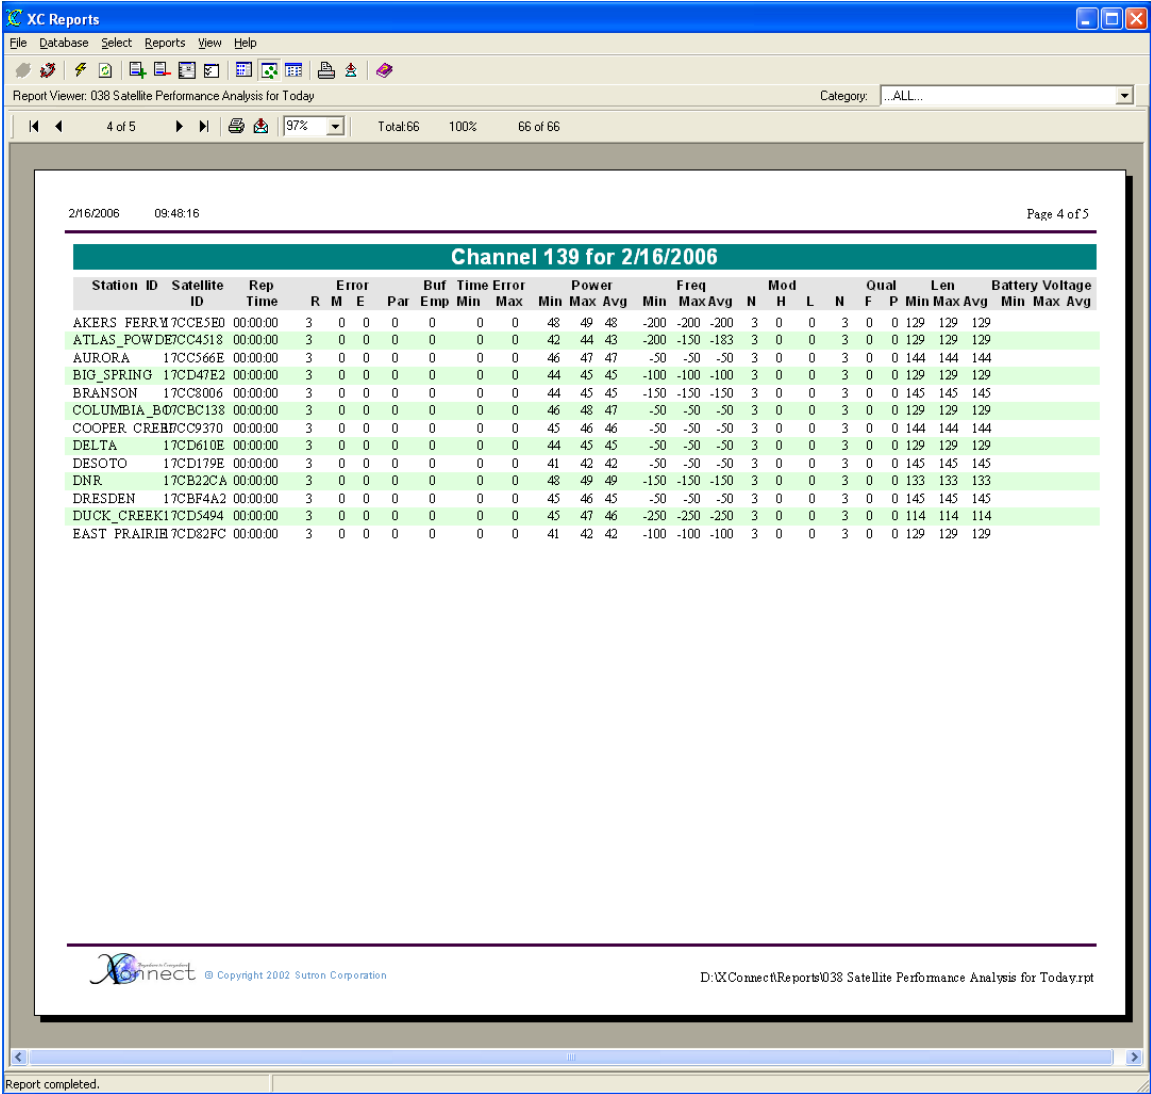 XC Reports
File Database Select Reports View Help
Report Viewer: 038 Satellite Performance Analysis for Today Category: ...ALL...
4 of 5 97% Total:66 100% 66 of 66
2/16/2006 09:48:16 Page 4 of 5
Channel 139 for 2/16/2006
Station ID Satellite Rep Error Buf Time Error Power Freq Mod Qual Len Battery Voltage
ID Time R M E Par Emp Min Max Min Max Avg Min Max Avg N H L N F P Min Max Avg Min Max Avg
AKERS FERRY 7CCE5E0 00:00:00 3 0 0 0 0 0 0 48 49 48 -200 -200 -200 3 0 0 3 0 0 129 129 129
ATLAS_POWDE 7CC4518 00:00:00 3 0 0 0 0 0 0 42 44 43 -200 -150 -183 3 0 0 3 0 0 129 129 129
AURORA 17CC566E 00:00:00 3 0 0 0 0 0 0 46 47 47 -50 -50 -50 3 0 0 3 0 0 144 144 144
BIG_SPRING 17CD47E2 00:00:00 3 0 0 0 0 0 0 44 45 45 -100 -100 -100 3 0 0 3 0 0 129 129 129
BRANSON 17CC8006 00:00:00 3 0 0 0 0 0 0 44 45 45 -150 -150 -150 3 0 0 3 0 0 145 145 145
COLUMBIA_BO 7CBC138 00:00:00 3 0 0 0 0 0 0 46 48 47 -50 -50 -50 3 0 0 3 0 0 129 129 129
COOPER CREE 7CC9370 00:00:00 3 0 0 0 0 0 0 45 46 46 -50 -50 -50 3 0 0 3 0 0 144 144 144
DELTA 17CD610E 00:00:00 3 0 0 0 0 0 0 44 45 45 -50 -50 -50 3 0 0 3 0 0 129 129 129
DESOTO 17CD179E 00:00:00 3 0 0 0 0 0 0 41 42 42 -50 -50 -50 3 0 0 3 0 0 145 145 145
DNR 17CB22CA 00:00:00 3 0 0 0 0 0 0 48 49 49 -150 -150 -150 3 0 0 3 0 0 133 133 133
DRESDEN 17CBF4A2 00:00:00 3 0 0 0 0 0 0 45 46 45 -50 -50 -50 3 0 0 3 0 0 145 145 145
DUCK_CREEK 17CD5494 00:00:00 3 0 0 0 0 0 0 45 47 46 -250 -250 -250 3 0 0 3 0 0 114 114 114
EAST PRAIRIE 7CD82FC 00:00:00 3 0 0 0 0 0 0 41 42 42 -100 -100 -100 3 0 0 3 0 0 129 129 129
Xonnect © Copyright 2002 Sutron Corporation D:\XConnect\Reports\038 Satellite Performance Analysis for Today.rpt
Report completed.